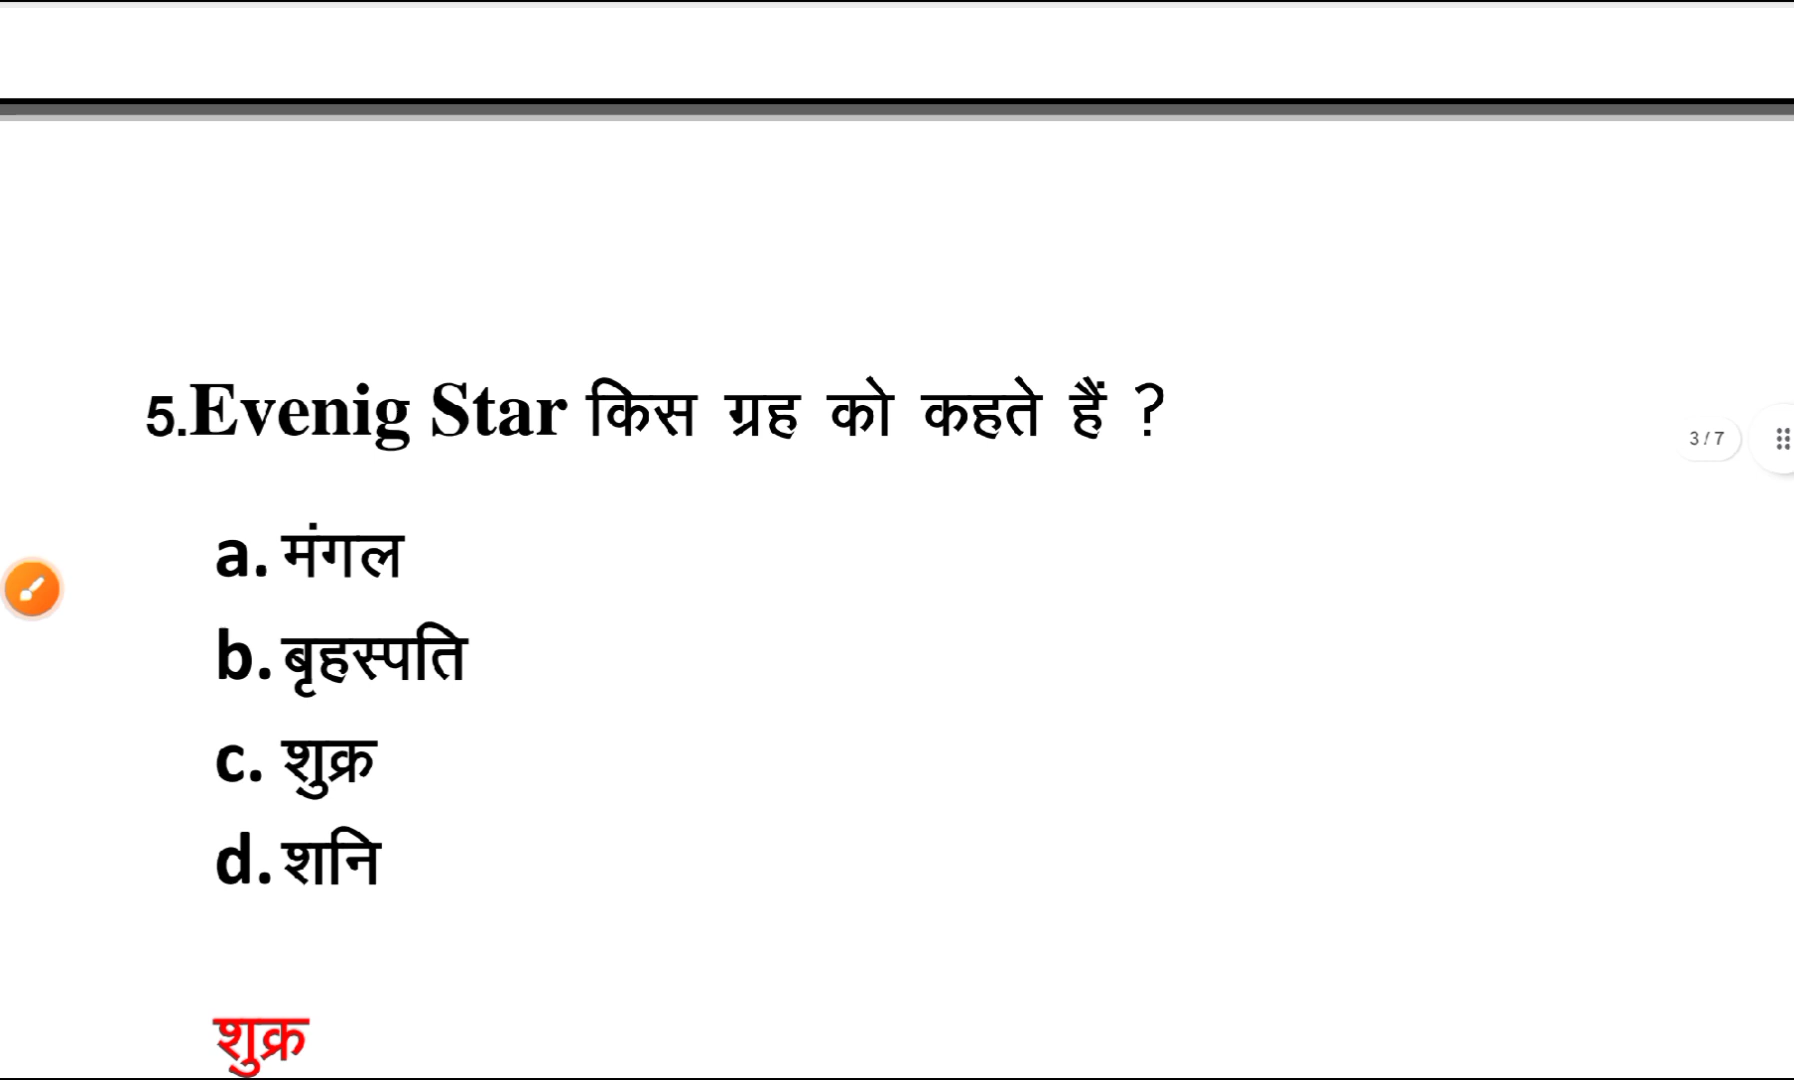 5.Evenig Star किस ग्रह को कहते हैं ?
3 / 7
a. मंगल
b. बृहस्पति
c. शुक्र
d. शनि
शुक्र